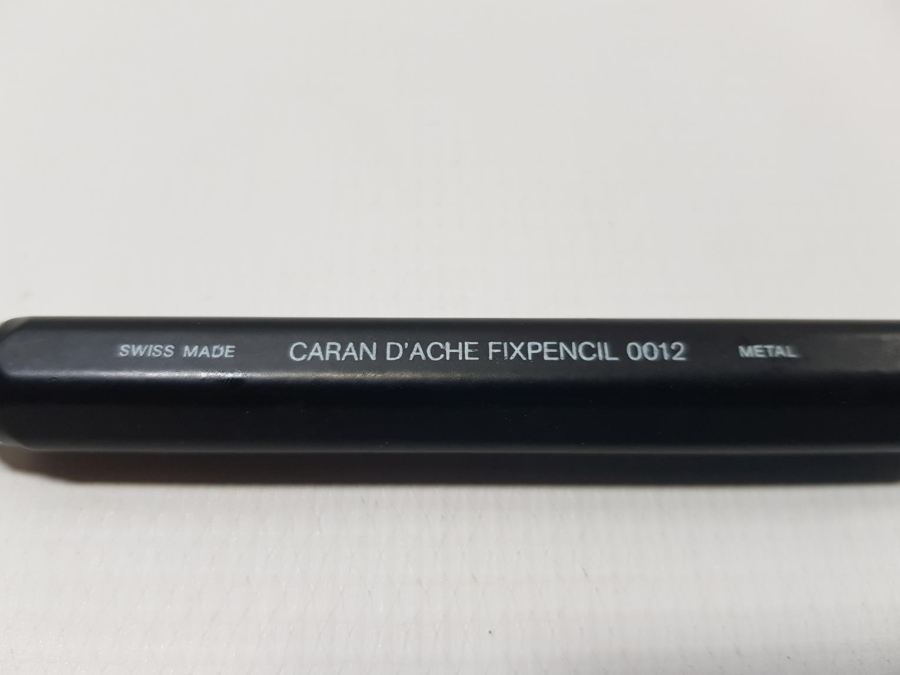 SWISS MADE CARAN D'ACHE FIXPENCIL 0012 METAL